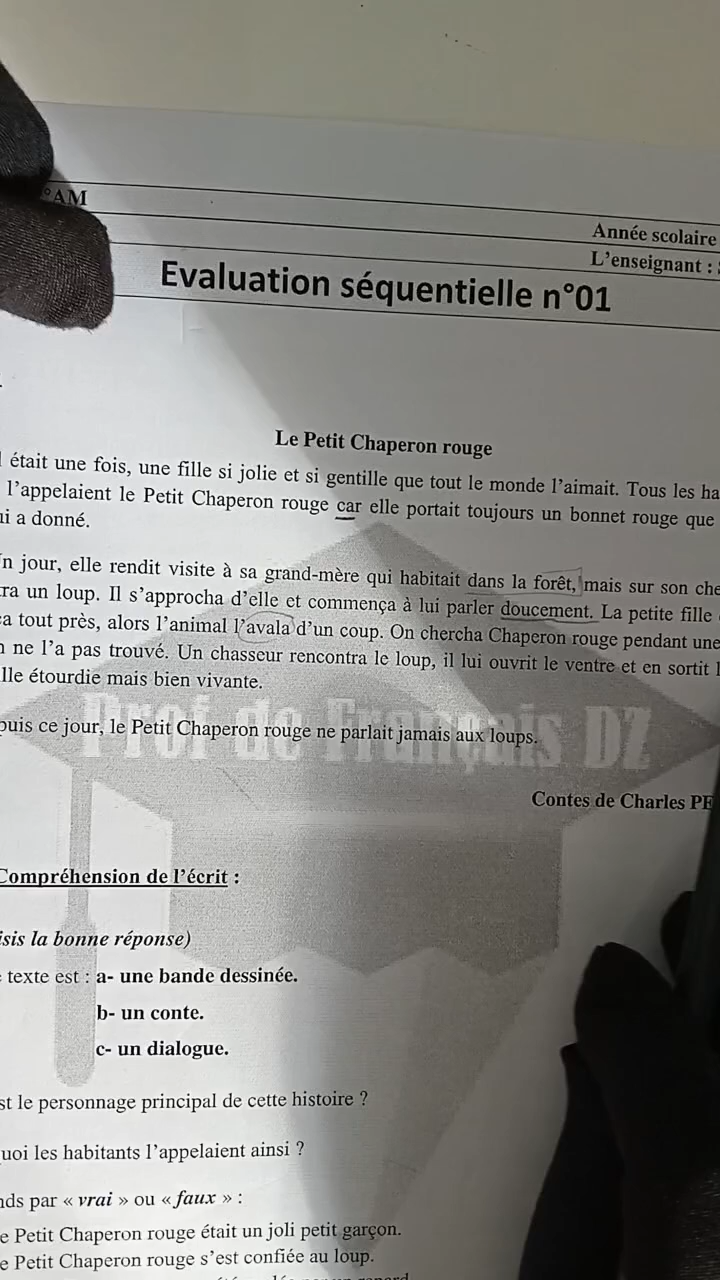 °AM
Année scolaire
L'enseignant :
Evaluation séquentielle n°01
Le Petit Chaperon rouge
était une fois, une fille si jolie et si gentille que tout le monde l'aimait. Tous les ha
l'appelaient le Petit Chaperon rouge car elle portait toujours un bonnet rouge que
ui a donné.
n jour, elle rendit visite à sa grand-mère qui habitait dans la forêt, mais sur son che
ra un loup. Il s'approcha d'elle et commença à lui parler doucement. La petite fille
a tout près, alors l'animal l'avala d'un coup. On chercha Chaperon rouge pendant une
n ne l'a pas trouvé. Un chasseur rencontra le loup, il lui ouvrit le ventre et en sortit l
lle étourdie mais bien vivante.
puis ce jour, le Petit Chaperon rouge ne parlait jamais aux loups.
Prof de Français DZ
Contes de Charles PE
Compréhension de l'écrit :
isis la bonne réponse)
texte est : a- une bande dessinée.
b- un conte.
c- un dialogue.
st le personnage principal de cette histoire ?
uoi les habitants l'appelaient ainsi ?
nds par « vrai » ou « faux » :
e Petit Chaperon rouge était un joli petit garçon.
e Petit Chaperon rouge s'est confiée au loup.